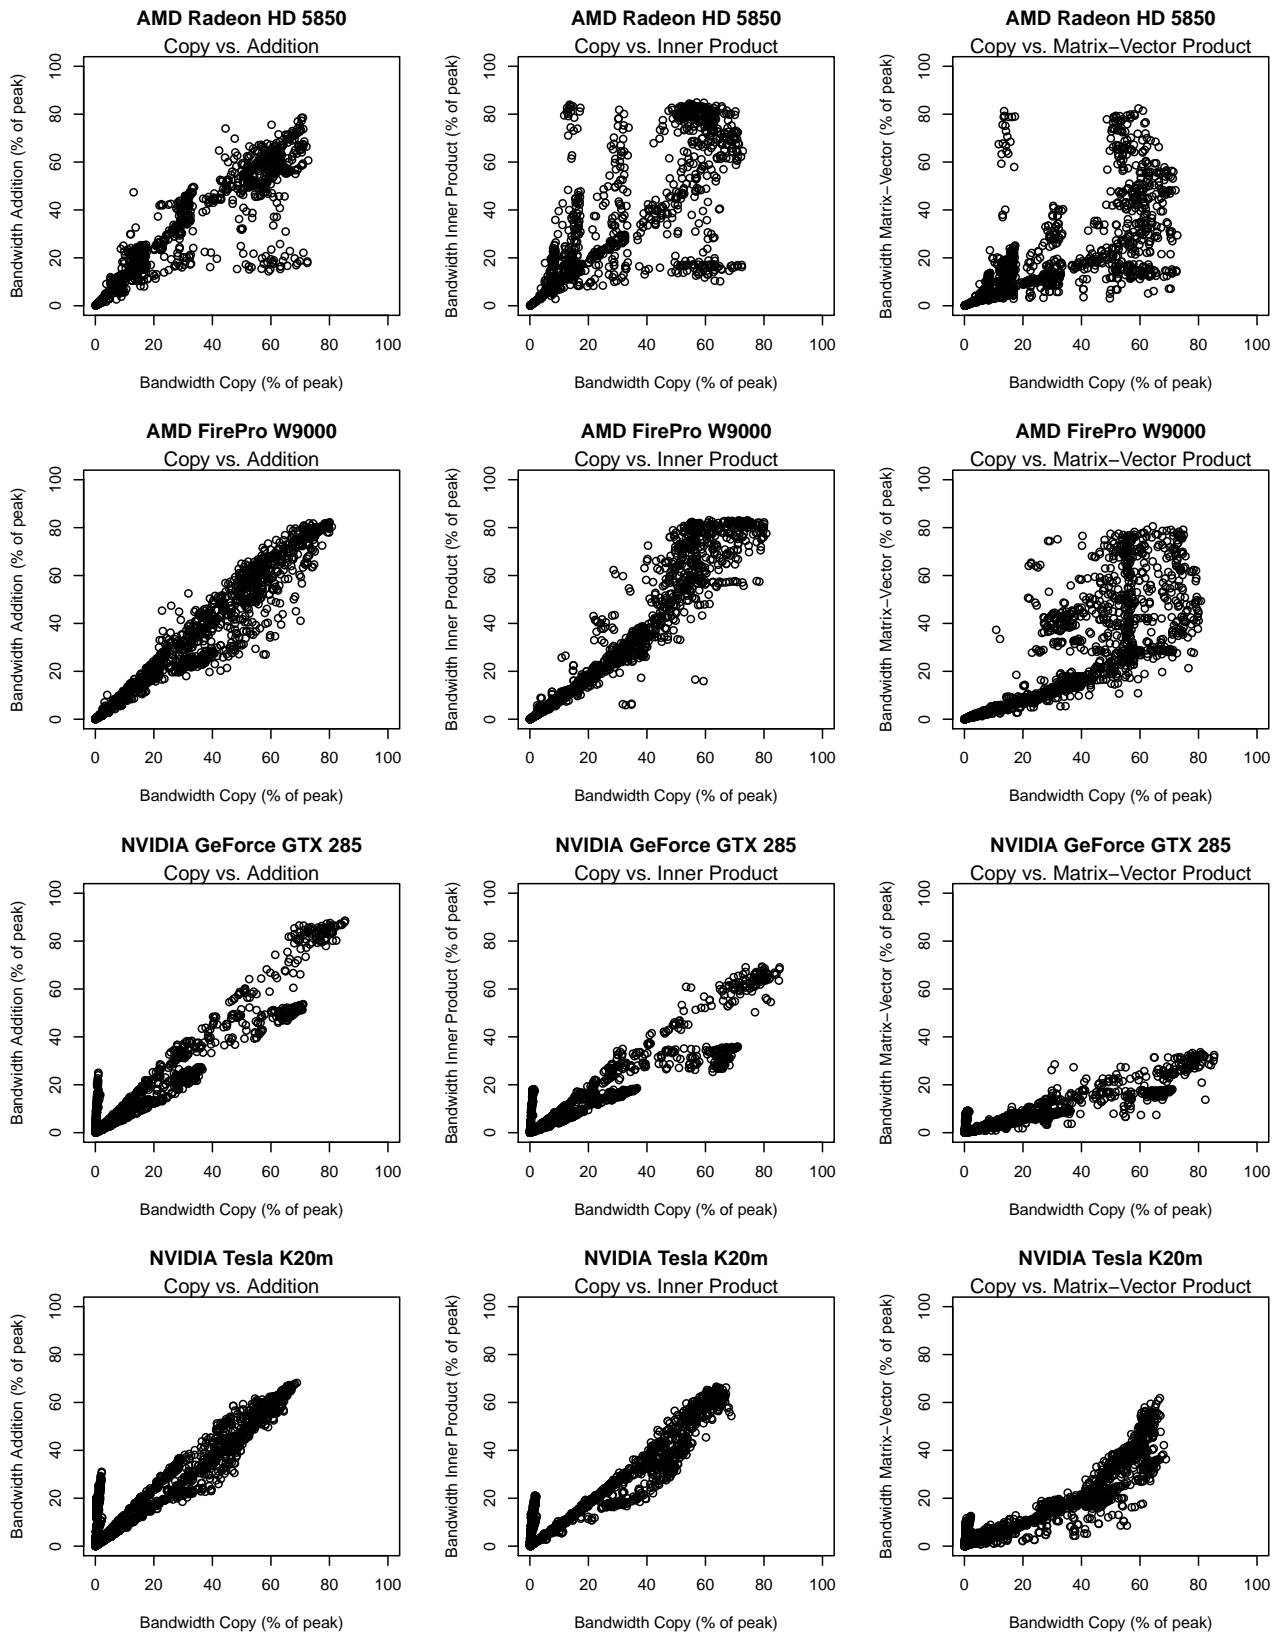 AMD Radeon HD 5850
Copy vs. Addition
Bandwidth Addition (% of peak)
0 20 40 60 80 100
0 20 40 60 80 100
Bandwidth Copy (% of peak)
AMD Radeon HD 5850
Copy vs. Inner Product
Bandwidth Inner Product (% of peak)
0 20 40 60 80 100
0 20 40 60 80 100
Bandwidth Copy (% of peak)
AMD Radeon HD 5850
Copy vs. Matrix−Vector Product
Bandwidth Matrix−Vector (% of peak)
0 20 40 60 80 100
0 20 40 60 80 100
Bandwidth Copy (% of peak)
AMD FirePro W9000
Copy vs. Addition
Bandwidth Addition (% of peak)
0 20 40 60 80 100
0 20 40 60 80 100
Bandwidth Copy (% of peak)
AMD FirePro W9000
Copy vs. Inner Product
Bandwidth Inner Product (% of peak)
0 20 40 60 80 100
0 20 40 60 80 100
Bandwidth Copy (% of peak)
AMD FirePro W9000
Copy vs. Matrix−Vector Product
Bandwidth Matrix−Vector (% of peak)
0 20 40 60 80 100
0 20 40 60 80 100
Bandwidth Copy (% of peak)
NVIDIA GeForce GTX 285
Copy vs. Addition
Bandwidth Addition (% of peak)
0 20 40 60 80 100
0 20 40 60 80 100
Bandwidth Copy (% of peak)
NVIDIA GeForce GTX 285
Copy vs. Inner Product
Bandwidth Inner Product (% of peak)
0 20 40 60 80 100
0 20 40 60 80 100
Bandwidth Copy (% of peak)
NVIDIA GeForce GTX 285
Copy vs. Matrix−Vector Product
Bandwidth Matrix−Vector (% of peak)
0 20 40 60 80 100
0 20 40 60 80 100
Bandwidth Copy (% of peak)
NVIDIA Tesla K20m
Copy vs. Addition
Bandwidth Addition (% of peak)
0 20 40 60 80 100
0 20 40 60 80 100
Bandwidth Copy (% of peak)
NVIDIA Tesla K20m
Copy vs. Inner Product
Bandwidth Inner Product (% of peak)
0 20 40 60 80 100
0 20 40 60 80 100
Bandwidth Copy (% of peak)
NVIDIA Tesla K20m
Copy vs. Matrix−Vector Product
Bandwidth Matrix−Vector (% of peak)
0 20 40 60 80 100
0 20 40 60 80 100
Bandwidth Copy (% of peak)